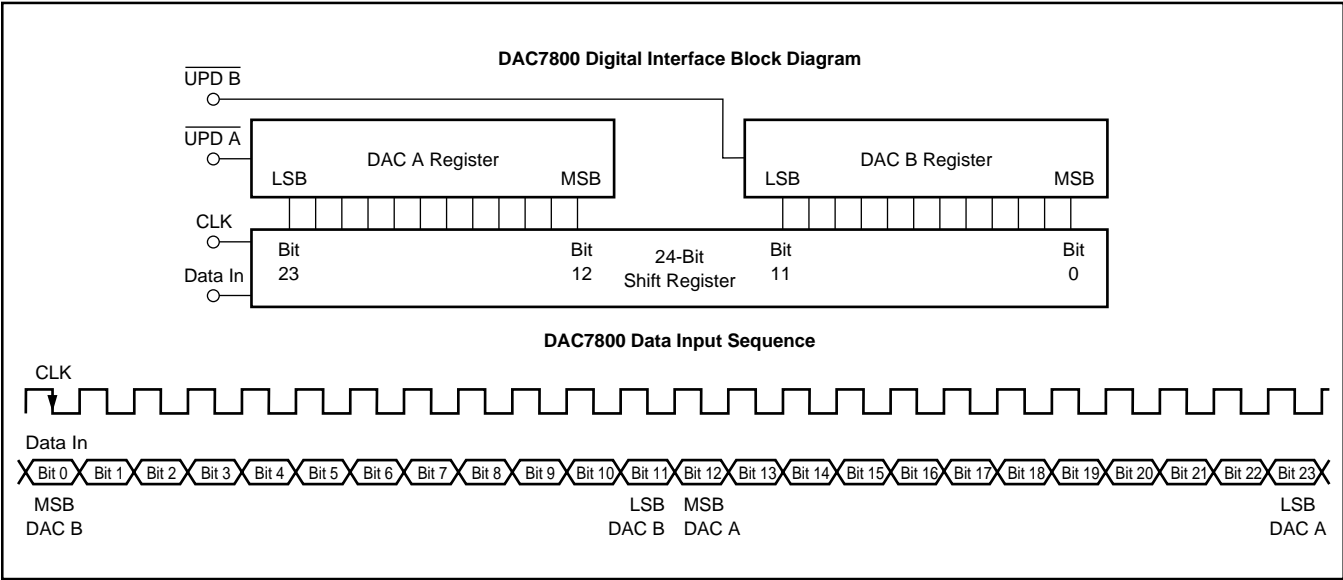 DAC7800 Digital Interface Block Diagram
UPD B
UPD A
DAC A Register
DAC B Register
LSB MSB
LSB MSB
CLK
Data In
Bit 23
Bit 12
24-Bit
Shift Register
Bit 11
Bit 0
DAC7800 Data Input Sequence
CLK
Data In
Bit 0 Bit 1 Bit 2 Bit 3 Bit 4 Bit 5 Bit 6 Bit 7 Bit 8 Bit 9 Bit 10 Bit 11 Bit 12 Bit 13 Bit 14 Bit 15 Bit 16 Bit 17 Bit 18 Bit 19 Bit 20 Bit 21 Bit 22 Bit 23
MSB LSB MSB LSB
DAC B DAC B DAC A DAC A